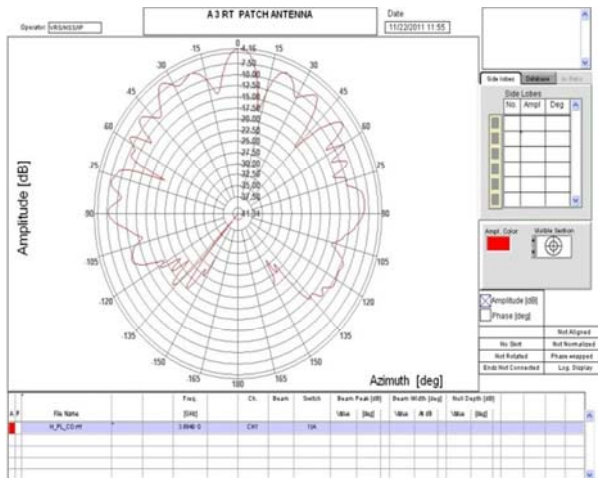 A 3 RT PATCH ANTENNA
Date
Operator
11/22/2011 11:55
Side lobes Database
Side Lobes
No. Ampl Deg
0
15 15
30 30
45 45
60 60
75 75
90 90
105 105
120 120
135 135
150 150
165 165
180
-7.50
-10.00
-12.50
-15.00
-17.50
-20.00
-22.50
-25.00
-27.50
-30.00
-32.50
-35.00
-37.50
Amplitude [dB]
Azimuth [deg]
Ampl. Color Visible Section
Amplitude [dB]
Phase [deg]
Not Aligned
Not Normalized
Not Rotated Phase wrapped
Ends Not Connected Log. Display
Freq. Ch. Beam Switch Beam Peak [dB] Beam Width [deg] Null Depth [dB]
A P File Name [GHz] Value [deg] Value At dB Value [deg]
CH1